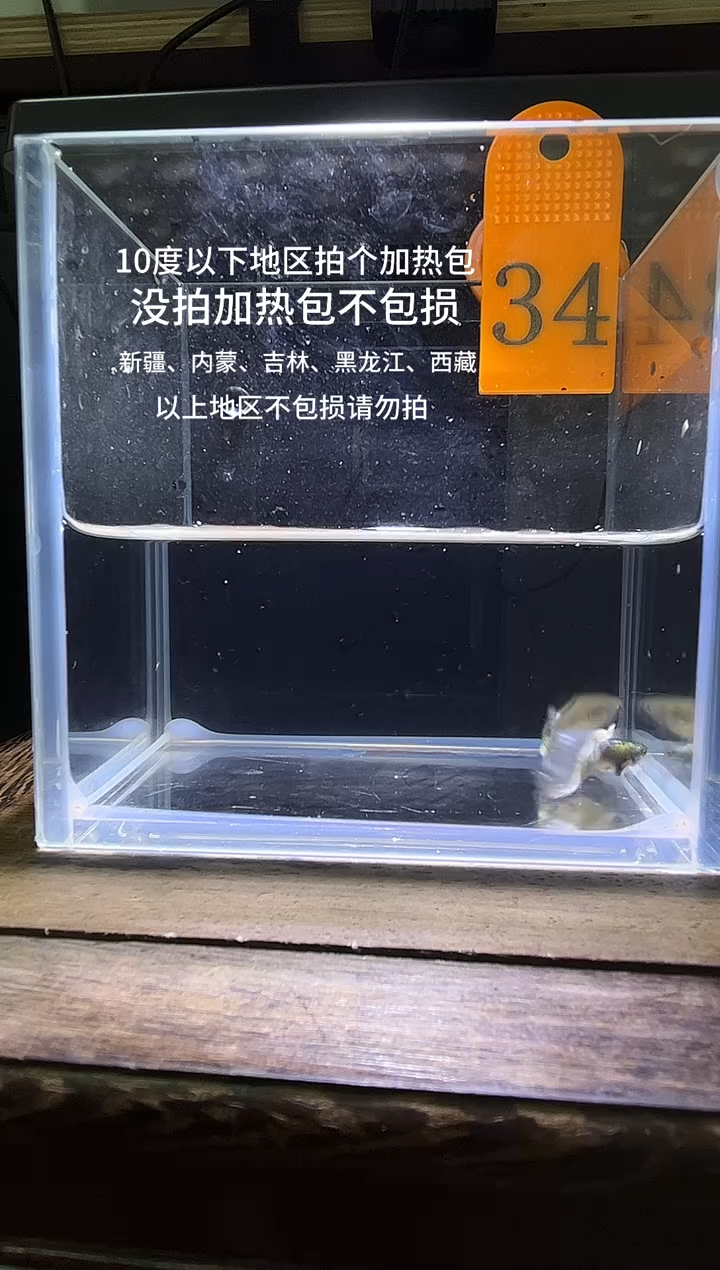 10度以下地区拍个加热包
没拍加热包不包损
新疆、内蒙、吉林、黑龙江、西藏
以上地区不包损请勿拍
34